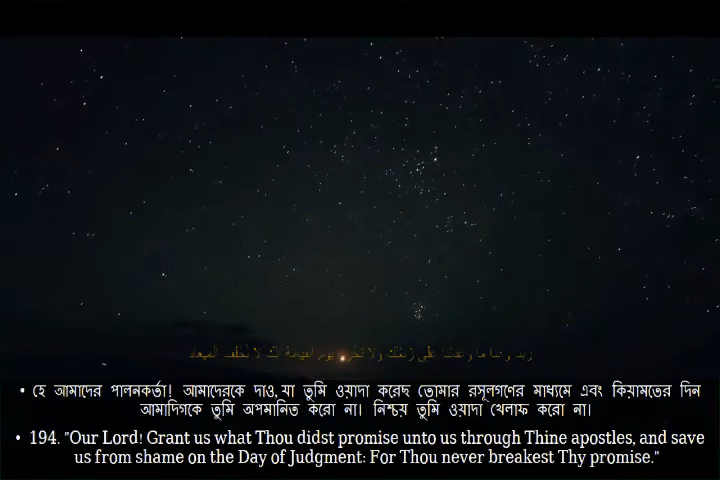 • হে আমাদের পালনকর্তা! আমাদেরকে দাও, যা তুমি ওয়াদা করেছ তোমার রসূলগণের মাধ্যমে এবং কিয়ামতের দিন
আমাদিগকে তুমি অপমানিত করো না। নিশ্চয় তুমি ওয়াদা খেলাফ করো না।
• 194. "Our Lord! Grant us what Thou didst promise unto us through Thine apostles, and save
us from shame on the Day of Judgment: For Thou never breakest Thy promise."